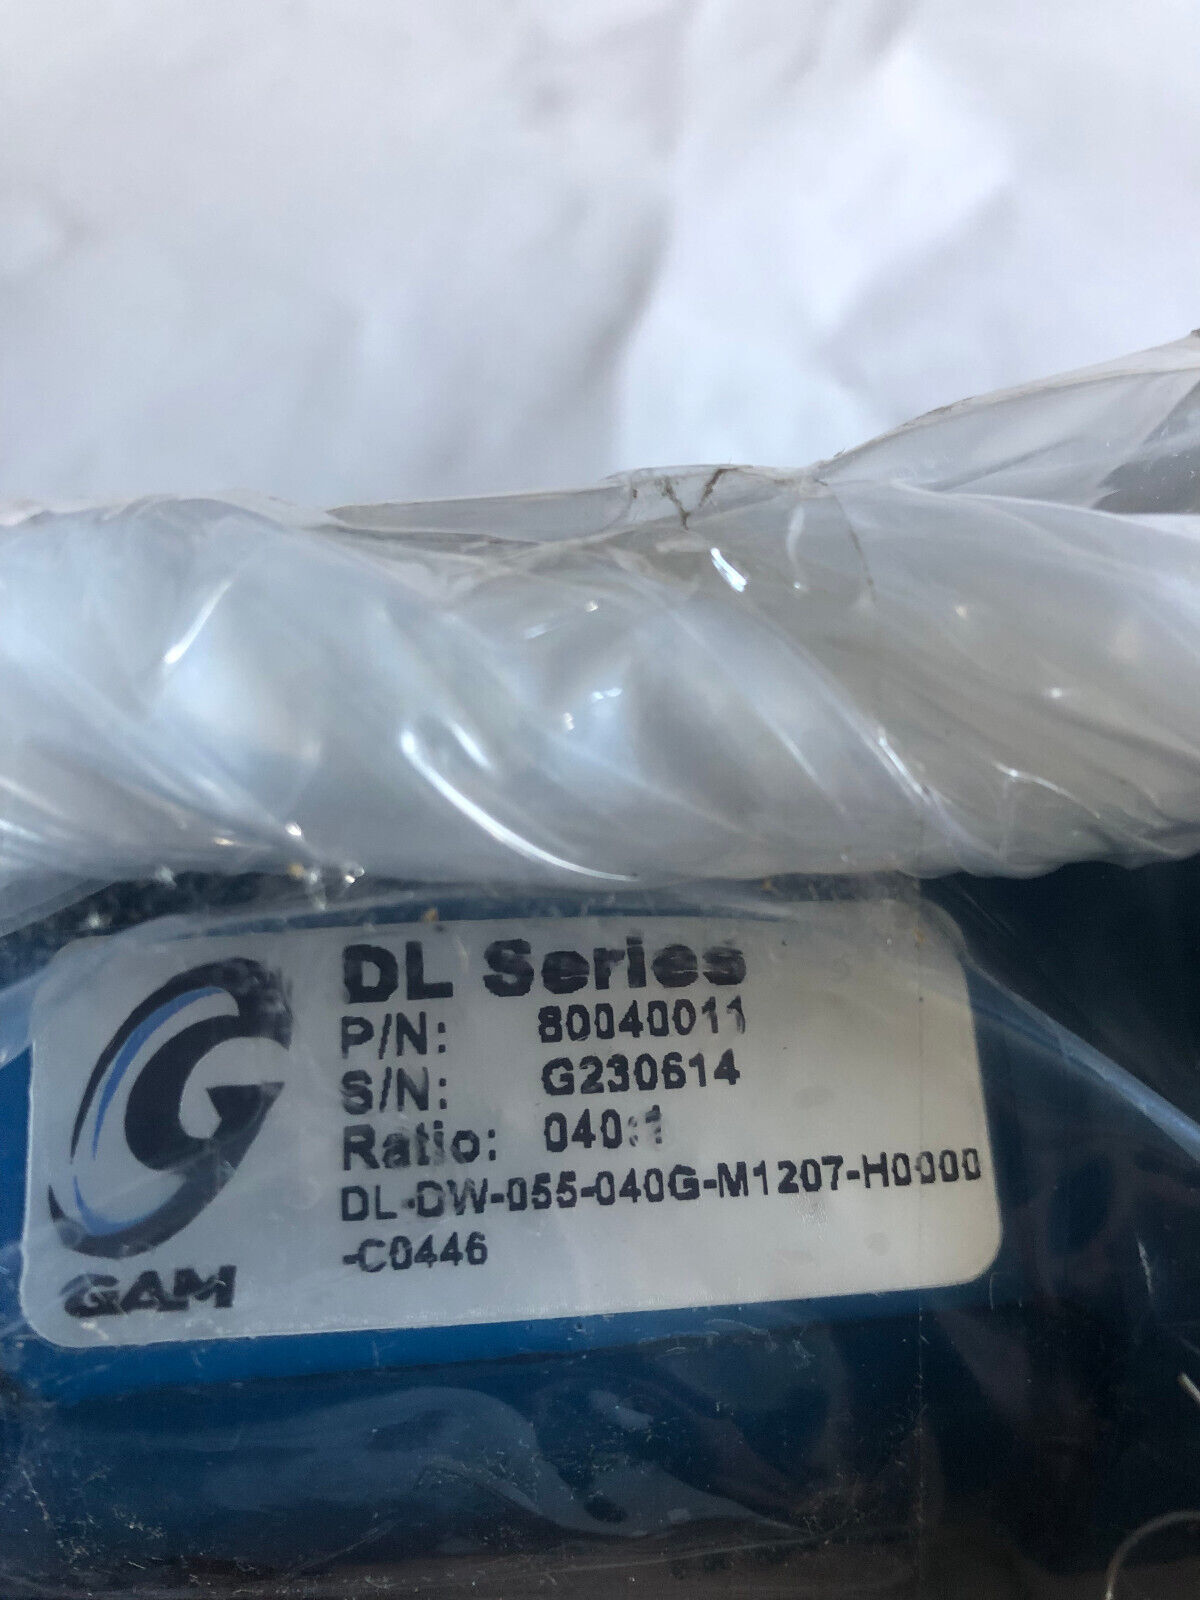 DL Series
P/N: 80040011
S/N: G230614
Ratio: 040:1
DL-DW-055-040G-M1207-H0000
-C0446
G
GAM